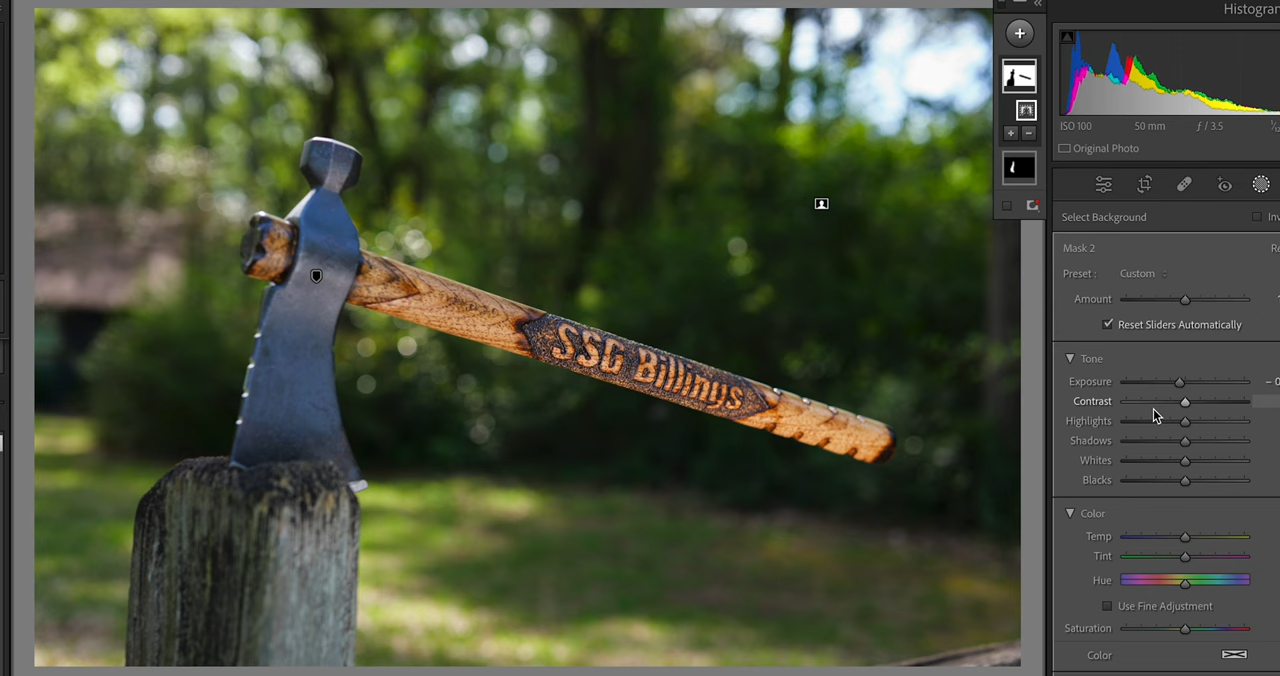 Histogram
ISO 100 50 mm ƒ / 3.5
Original Photo
Select Background
Mask 2
Preset : Custom
Amount
Reset Sliders Automatically
Tone
Exposure
Contrast
Highlights
Shadows
Whites
Blacks
Color
Temp
Tint
Hue
Use Fine Adjustment
Saturation
Color
SSG Billinys